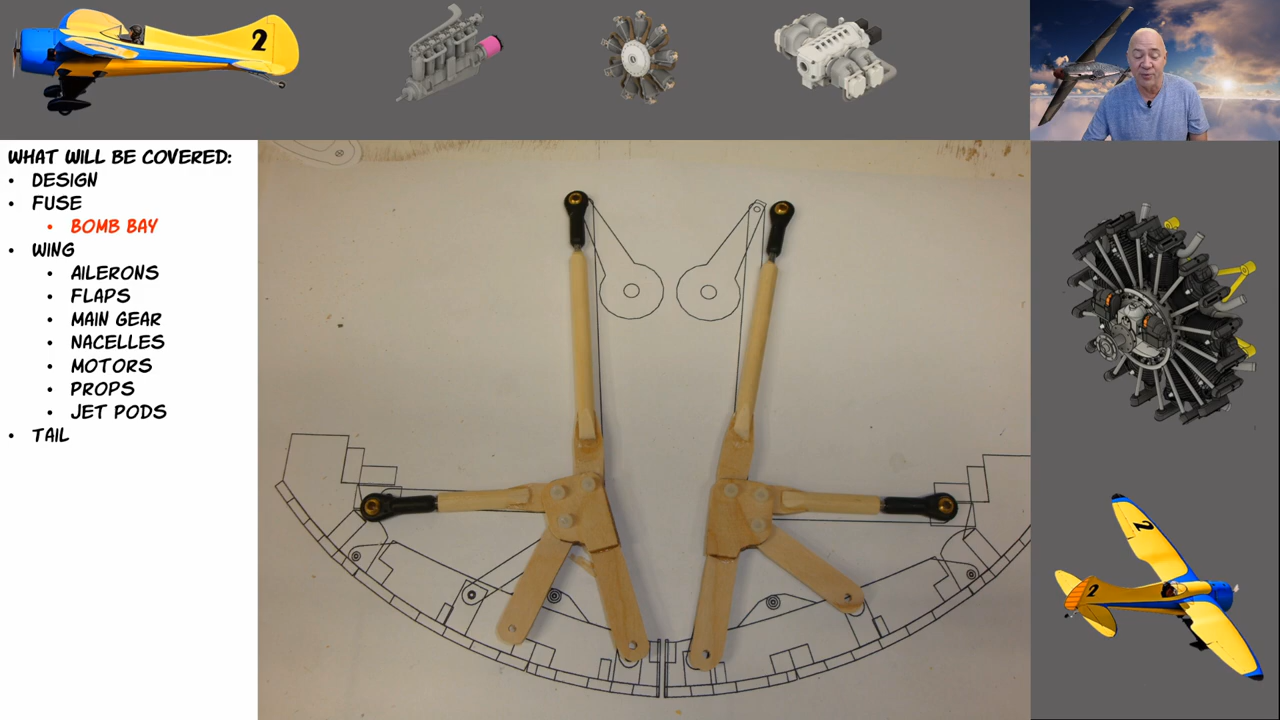 2
WHAT WILL BE COVERED:
• DESIGN
• FUSE
• BOMB BAY
• WING
• AILERONS
• FLAPS
• MAIN GEAR
• NACELLES
• MOTORS
• PROPS
• JET PODS
• TAIL
2
2